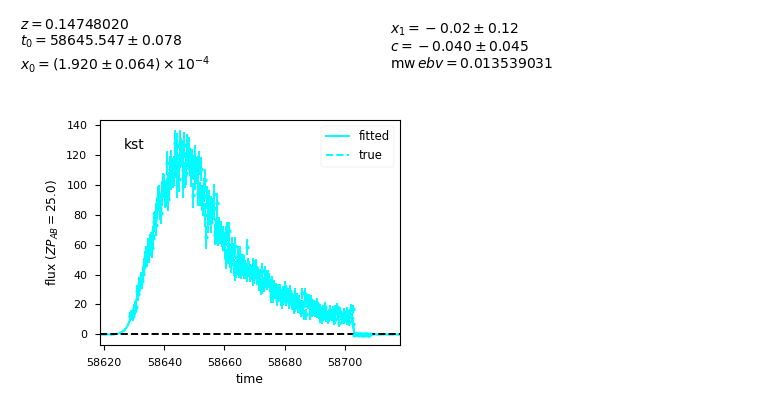 z = 0.14748020
t₀ = 58645.547 ± 0.078
x₀ = (1.920 ± 0.064) × 10⁻⁴
x₁ = −0.02 ± 0.12
c = −0.040 ± 0.045
mw ebv = 0.013539031
kst
fitted
true
140
120
100
80
60
40
20
0
flux (ZP_AB = 25.0)
58620 58640 58660 58680 58700
time